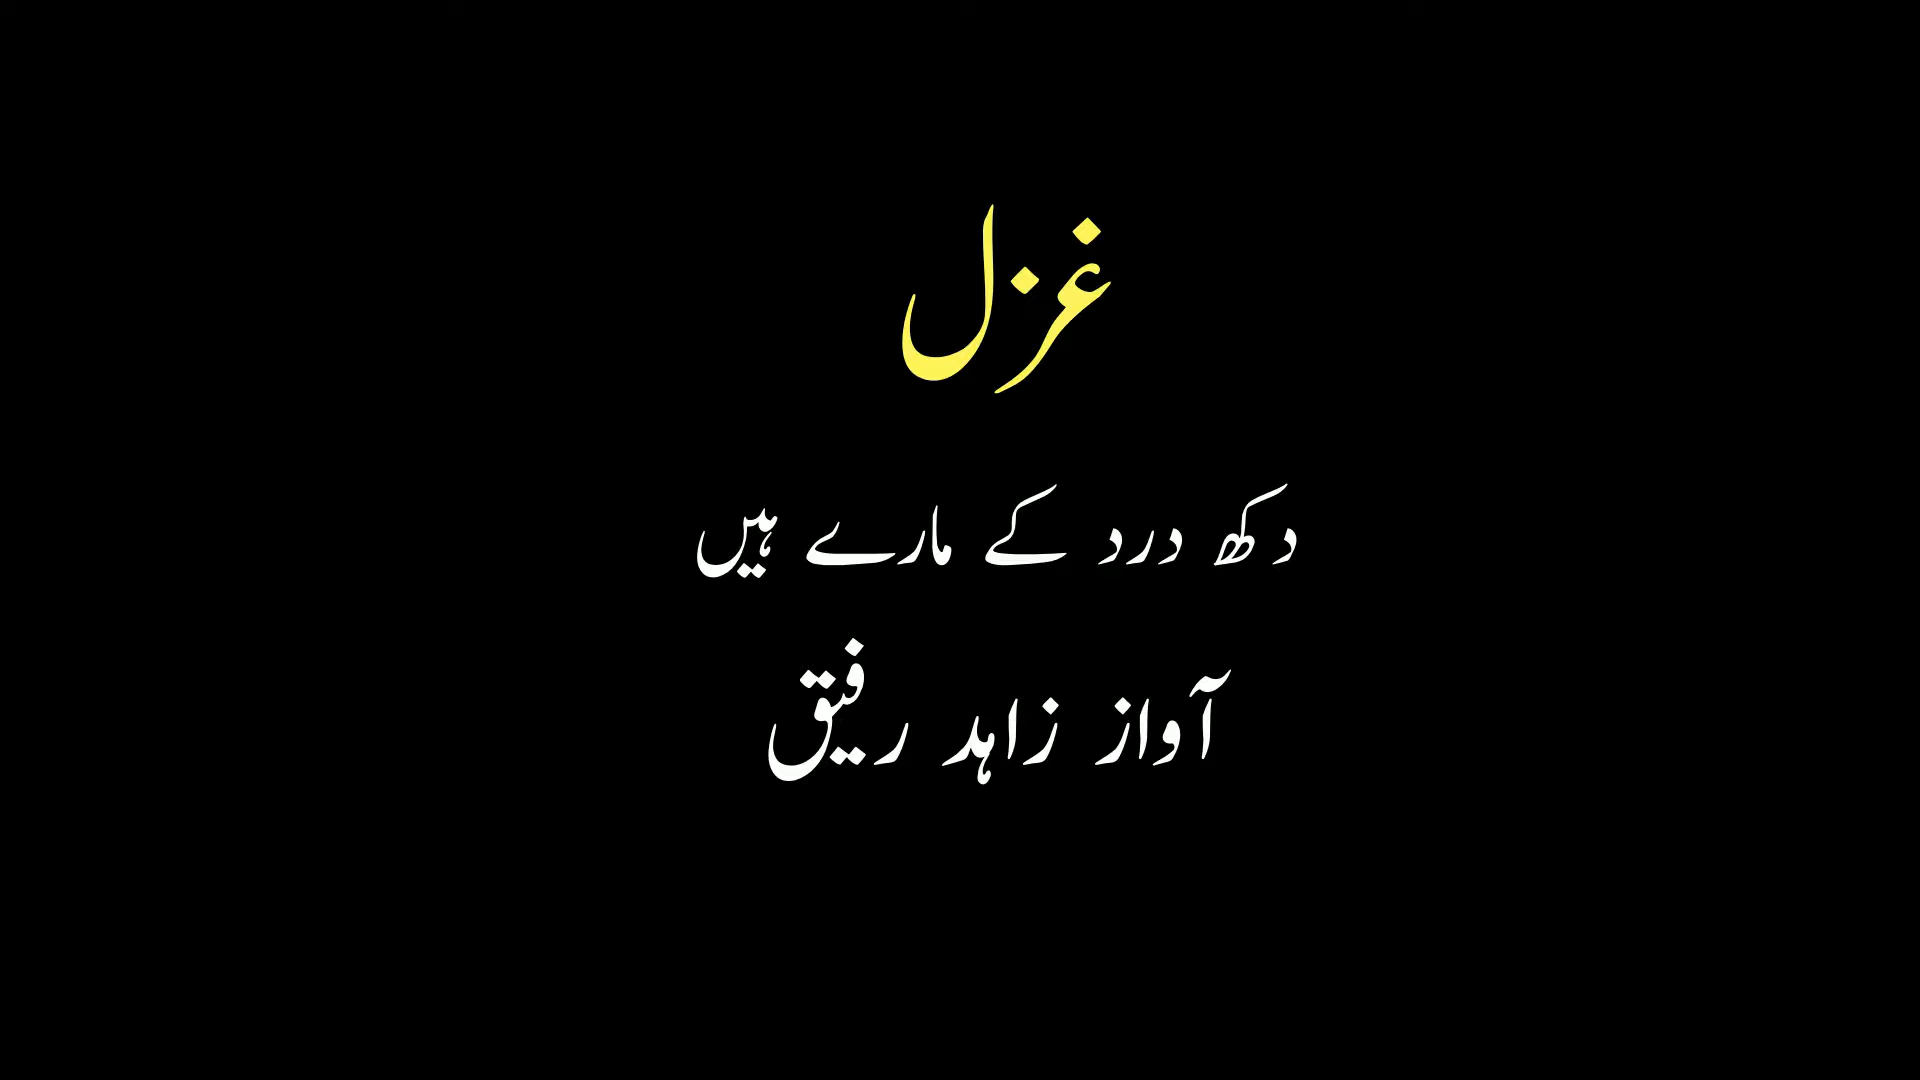 غزل
دکھ درد کے مارے ہیں
آواز زاہد رفیق